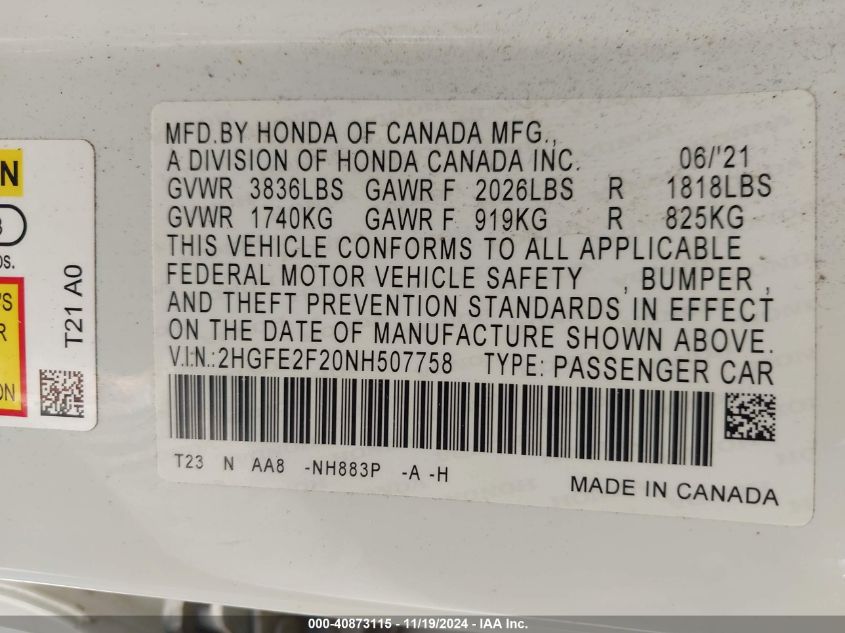 N
3
OS.
'S
R
ON
T21 A0
MFD.BY HONDA OF CANADA MFG.,
A DIVISION OF HONDA CANADA INC. 06/'21
GVWR 3836LBS GAWR F 2026LBS R 1818LBS
GVWR 1740KG GAWR F 919KG R 825KG
THIS VEHICLE CONFORMS TO ALL APPLICABLE
FEDERAL MOTOR VEHICLE SAFETY , BUMPER ,
AND THEFT PREVENTION STANDARDS IN EFFECT
ON THE DATE OF MANUFACTURE SHOWN ABOVE.
V.I.N.:2HGFE2F20NH507758 TYPE: PASSENGER CAR
T23 N AA8 -NH883P -A -H
MADE IN CANADA
000-40873115 - 11/19/2024 - IAA Inc.